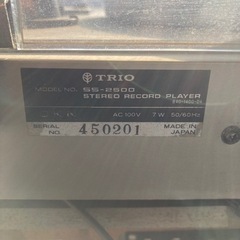 TRIO
MODEL NO. SS-2500
STEREO RECORD PLAYER
AC 100V 7W 50/60Hz
SERIAL NO. 450201
MADE IN JAPAN